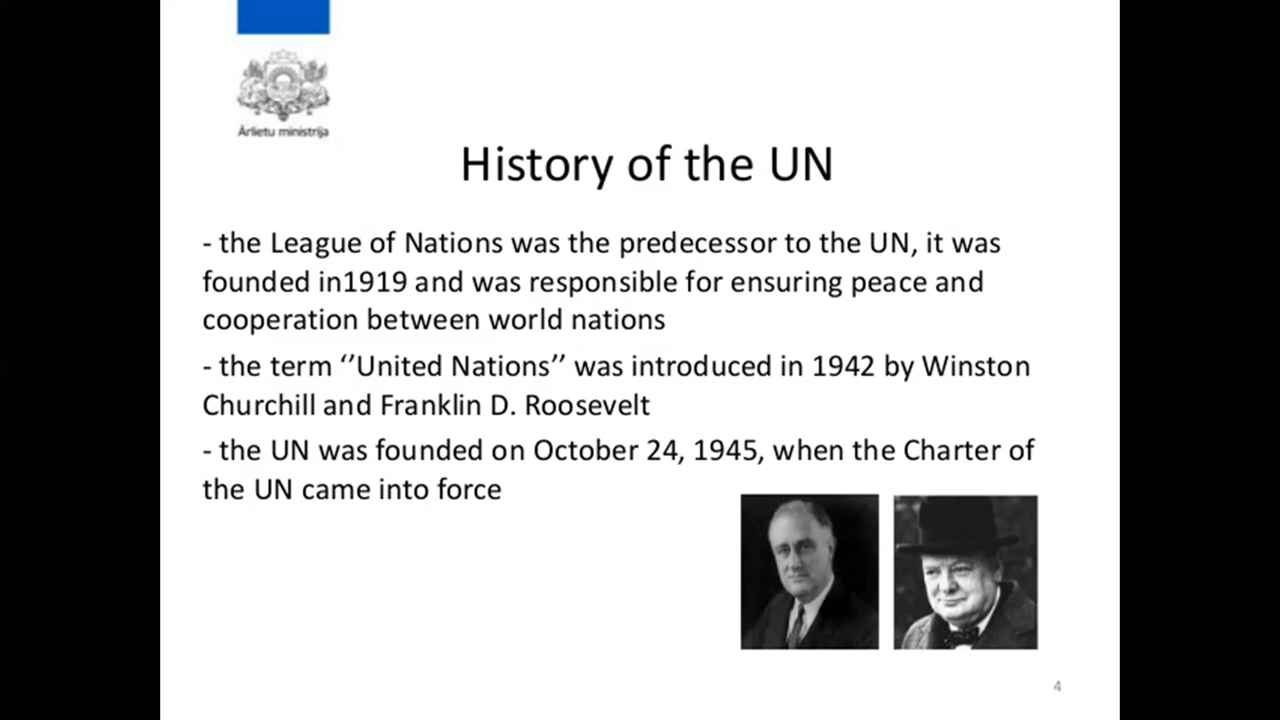 Ārlietu ministrija
History of the UN
- the League of Nations was the predecessor to the UN, it was
founded in1919 and was responsible for ensuring peace and
cooperation between world nations
- the term ‘’United Nations’’ was introduced in 1942 by Winston
Churchill and Franklin D. Roosevelt
- the UN was founded on October 24, 1945, when the Charter of
the UN came into force
4